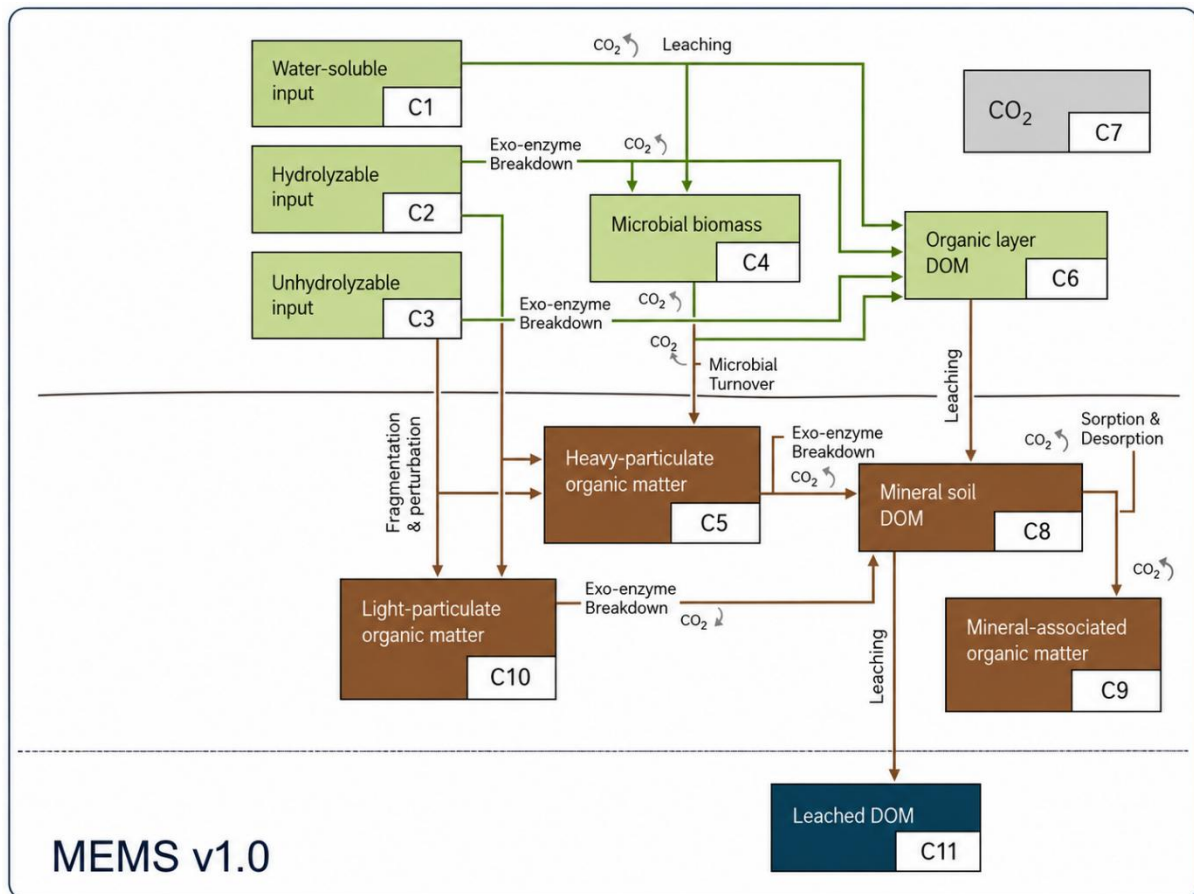 CO₂
Leaching
Water-soluble
input
C1
CO₂
C7
Exo-enzyme
Breakdown
CO₂
Hydrolyzable
input
C2
Microbial biomass
C4
Organic layer
DOM
C6
Unhydrolyzable
input
C3
Exo-enzyme
Breakdown
CO₂
CO₂
Microbial
Turnover
Leaching
Fragmentation
& perturbation
Heavy-particulate
organic matter
C5
Exo-enzyme
Breakdown
CO₂
Sorption &
Desorption
CO₂
Mineral soil
DOM
C8
CO₂
Light-particulate
organic matter
C10
Exo-enzyme
Breakdown
CO₂
Leaching
Mineral-associated
organic matter
C9
Leached DOM
C11
MEMS v1.0